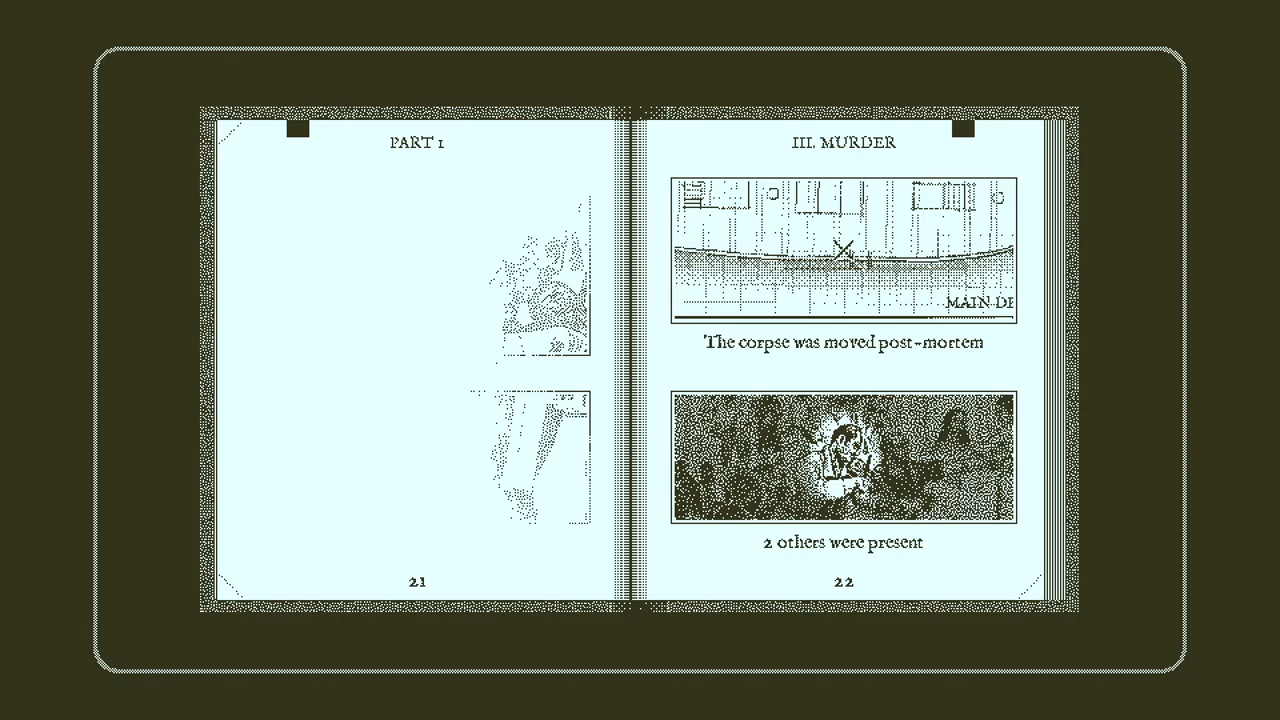 PART 1
21
III. MURDER
MAIN DE
The corpse was moved post-mortem
2 others were present
22